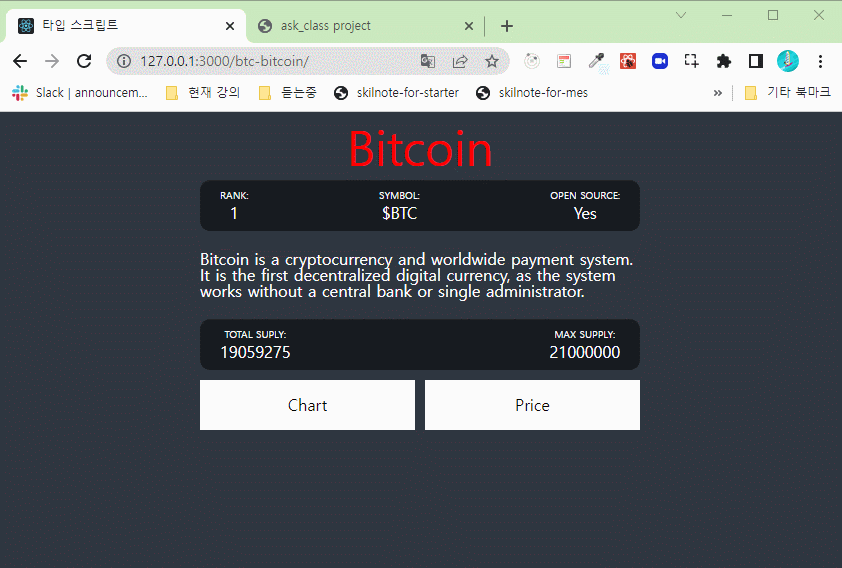 타입 스크립트
ask_class project
127.0.0.1:3000/btc-bitcoin/
Slack | announcem...
현재 강의
듣는중
skilnote-for-starter
skilnote-for-mes
»
기타 북마크
Bitcoin
RANK: SYMBOL: OPEN SOURCE:
1 $BTC Yes
Bitcoin is a cryptocurrency and worldwide payment system.
It is the first decentralized digital currency, as the system
works without a central bank or single administrator.
TOTAL SUPLY: MAX SUPPLY:
19059275 21000000
Chart Price